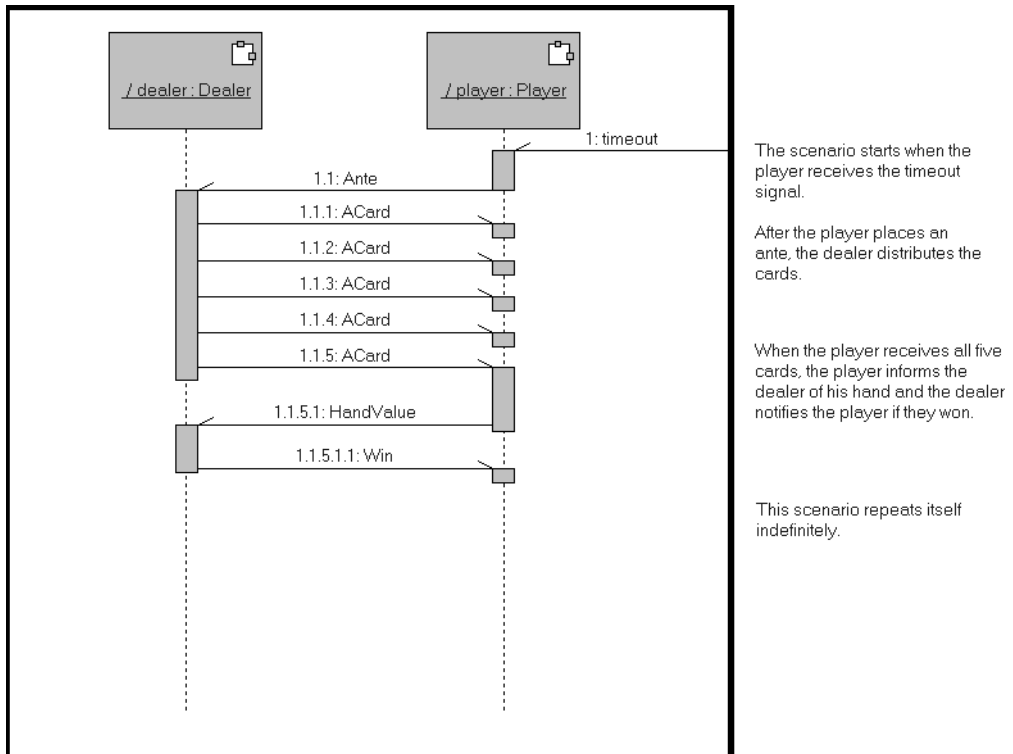 / dealer : Dealer
/ player : Player
1: timeout
1.1: Ante
1.1.1: ACard
1.1.2: ACard
1.1.3: ACard
1.1.4: ACard
1.1.5: ACard
1.1.5.1: HandValue
1.1.5.1.1: Win
The scenario starts when the
player receives the timeout
signal.
After the player places an
ante, the dealer distributes the
cards.
When the player receives all five
cards, the player informs the
dealer of his hand and the dealer
notifies the player if they won.
This scenario repeats itself
indefinitely.